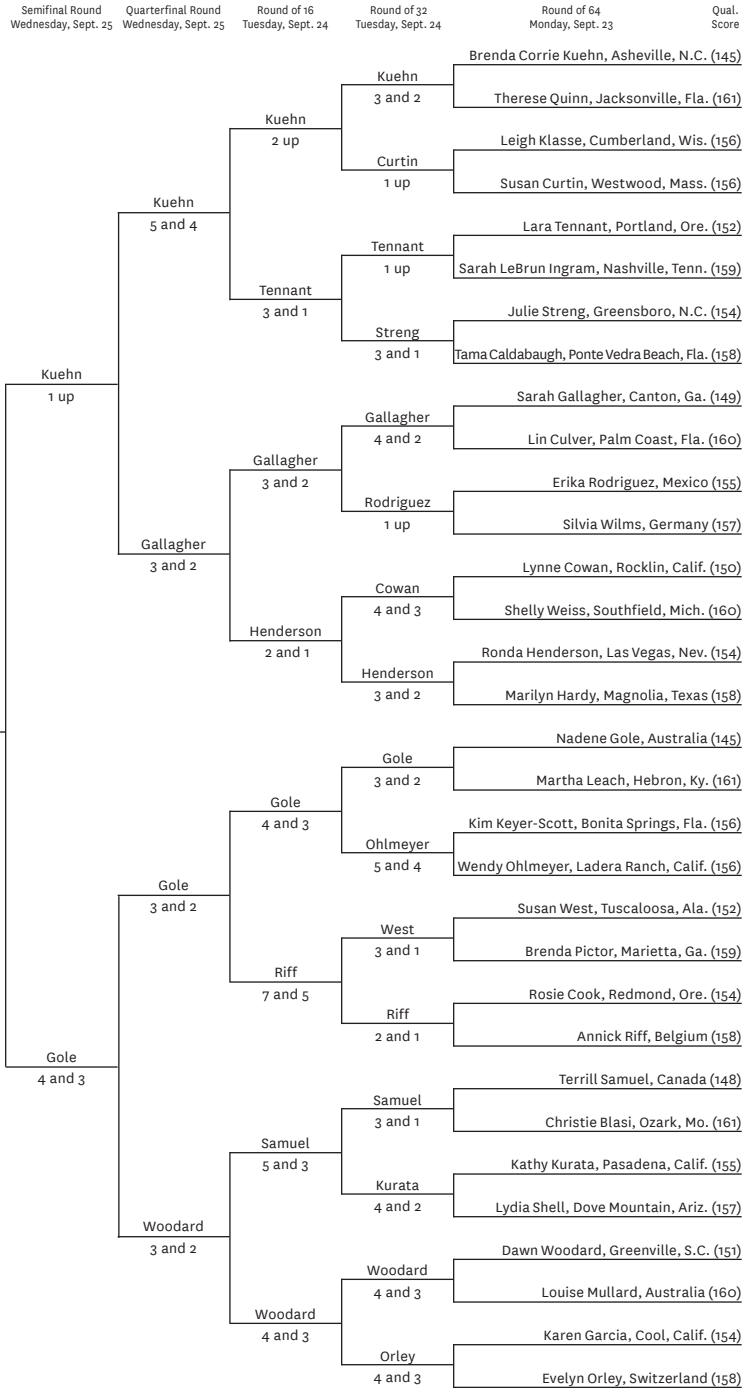 Semifinal Round
Wednesday, Sept. 25
Quarterfinal Round
Wednesday, Sept. 25
Round of 16
Tuesday, Sept. 24
Round of 32
Tuesday, Sept. 24
Round of 64
Monday, Sept. 23
Qual.
Score
Brenda Corrie Kuehn, Asheville, N.C. (145)
Kuehn
3 and 2
Therese Quinn, Jacksonville, Fla. (161)
Kuehn
2 up
Leigh Klasse, Cumberland, Wis. (156)
Curtin
1 up
Susan Curtin, Westwood, Mass. (156)
Kuehn
5 and 4
Lara Tennant, Portland, Ore. (152)
Tennant
1 up
Sarah LeBrun Ingram, Nashville, Tenn. (159)
Tennant
3 and 1
Julie Streng, Greensboro, N.C. (154)
Streng
3 and 1
Tama Caldabaugh, Ponte Vedra Beach, Fla. (158)
Kuehn
1 up
Sarah Gallagher, Canton, Ga. (149)
Gallagher
4 and 2
Lin Culver, Palm Coast, Fla. (160)
Gallagher
3 and 2
Erika Rodriguez, Mexico (155)
Rodriguez
1 up
Silvia Wilms, Germany (157)
Gallagher
3 and 2
Lynne Cowan, Rocklin, Calif. (150)
Cowan
4 and 3
Shelly Weiss, Southfield, Mich. (160)
Henderson
2 and 1
Ronda Henderson, Las Vegas, Nev. (154)
Henderson
3 and 2
Marilyn Hardy, Magnolia, Texas (158)
Nadene Gole, Australia (145)
Gole
3 and 2
Martha Leach, Hebron, Ky. (161)
Gole
4 and 3
Kim Keyer-Scott, Bonita Springs, Fla. (156)
Ohlmeyer
5 and 4
Wendy Ohlmeyer, Ladera Ranch, Calif. (156)
Gole
3 and 2
Susan West, Tuscaloosa, Ala. (152)
West
3 and 1
Brenda Pictor, Marietta, Ga. (159)
Riff
7 and 5
Rosie Cook, Redmond, Ore. (154)
Riff
2 and 1
Annick Riff, Belgium (158)
Gole
4 and 3
Terrill Samuel, Canada (148)
Samuel
3 and 1
Christie Blasi, Ozark, Mo. (161)
Samuel
5 and 3
Kathy Kurata, Pasadena, Calif. (155)
Kurata
4 and 2
Lydia Shell, Dove Mountain, Ariz. (157)
Woodard
3 and 2
Dawn Woodard, Greenville, S.C. (151)
Woodard
4 and 3
Louise Mullard, Australia (160)
Woodard
4 and 3
Karen Garcia, Cool, Calif. (154)
Orley
4 and 3
Evelyn Orley, Switzerland (158)